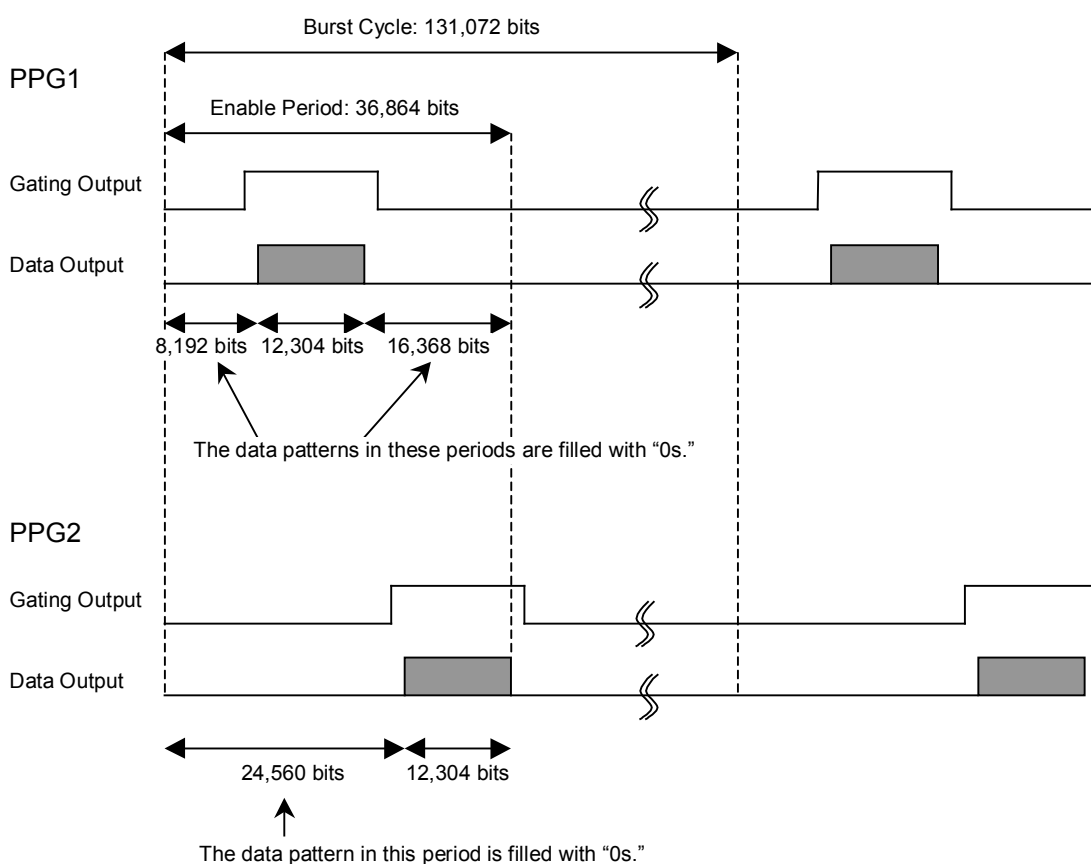 Burst Cycle: 131,072 bits
PPG1
Enable Period: 36,864 bits
Gating Output
Data Output
8,192 bits 12,304 bits 16,368 bits
The data patterns in these periods are filled with “0s.”
PPG2
Gating Output
Data Output
24,560 bits 12,304 bits
The data pattern in this period is filled with “0s.”